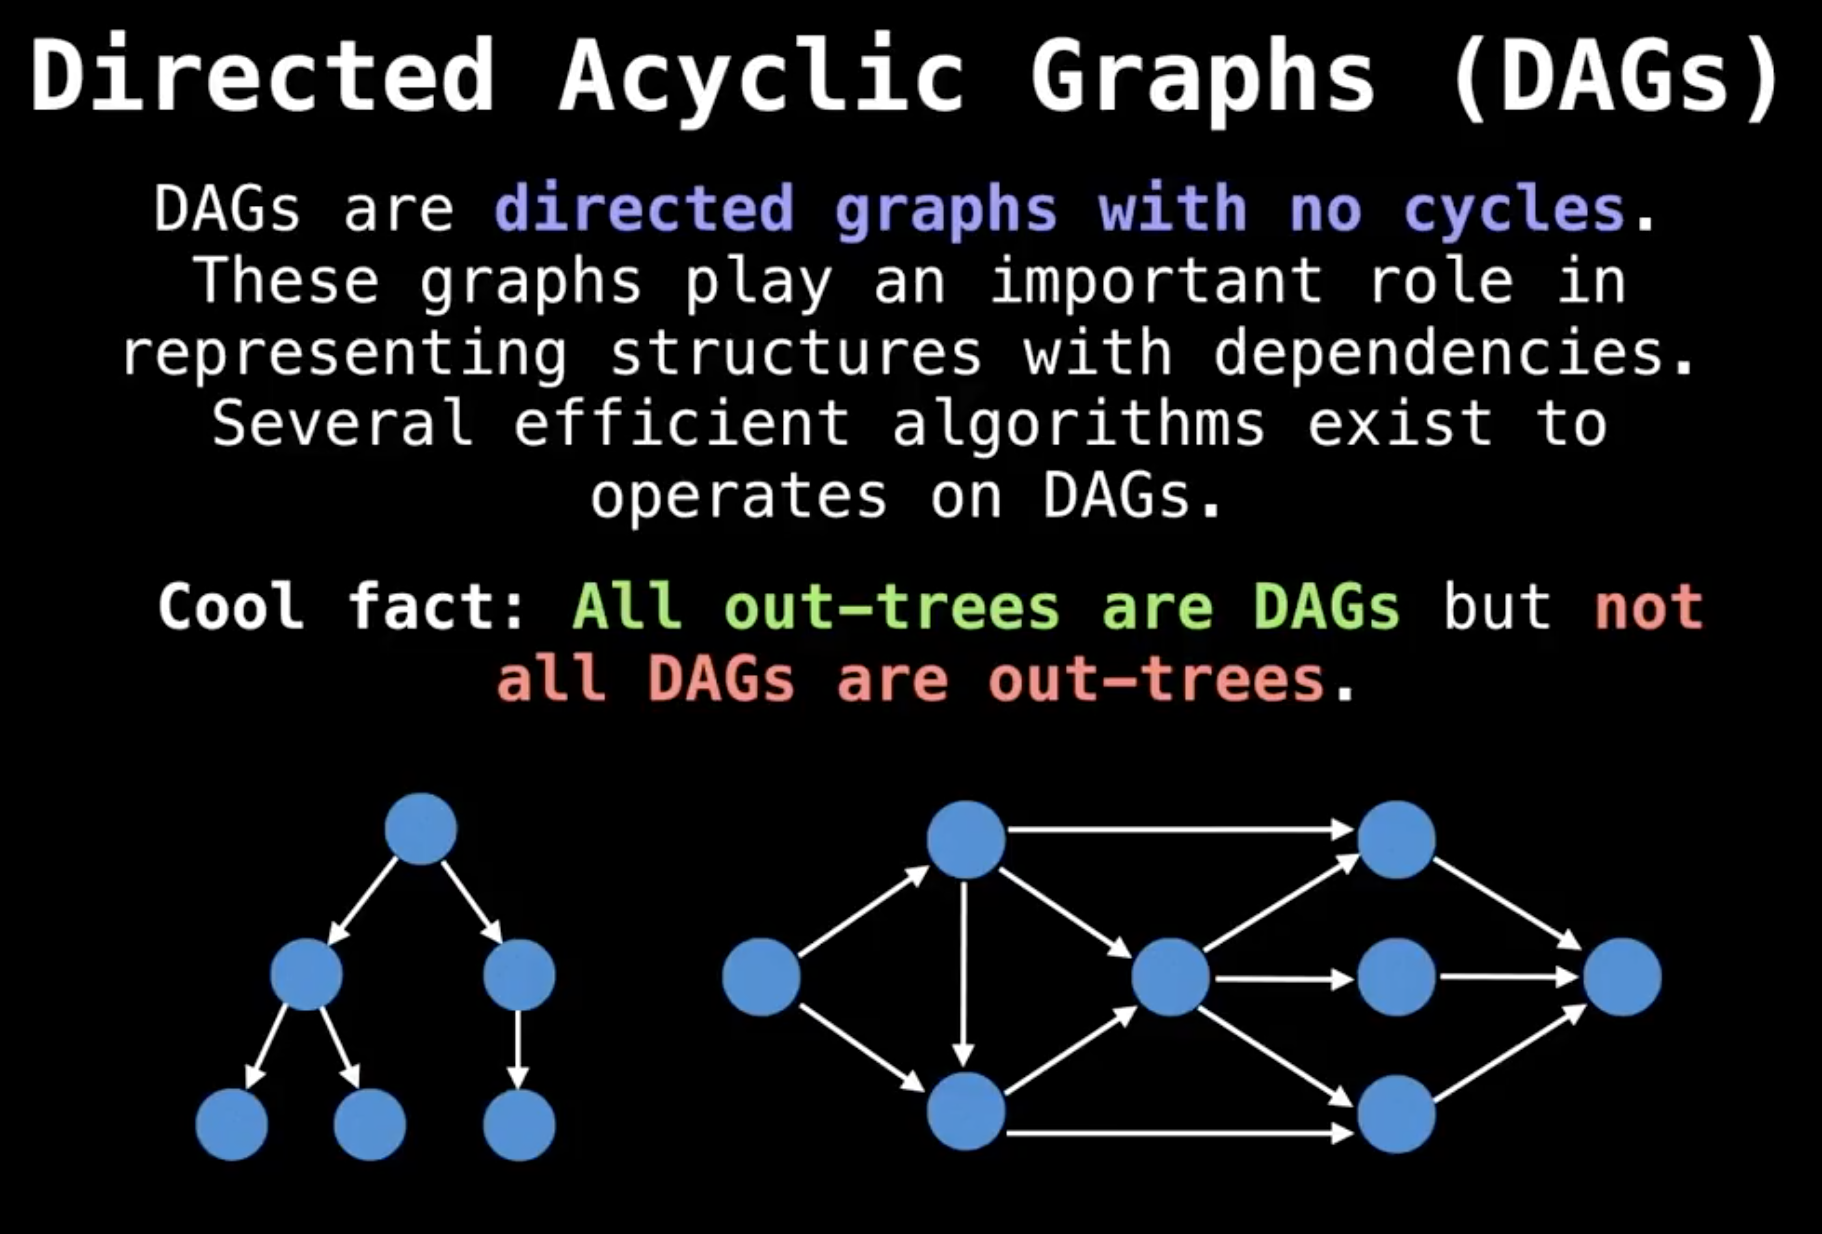 Directed Acyclic Graphs (DAGs)
DAGs are directed graphs with no cycles.
These graphs play an important role in
representing structures with dependencies.
Several efficient algorithms exist to
operates on DAGs.
Cool fact: All out-trees are DAGs but not
all DAGs are out-trees.